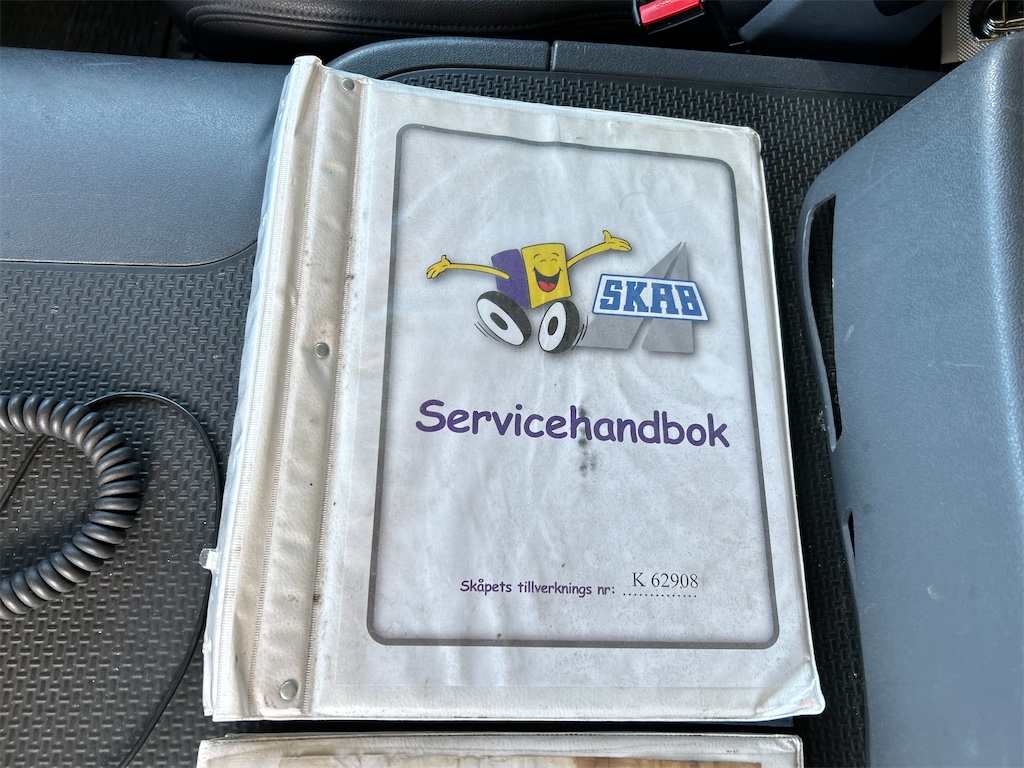 SKAB
Servicehandbok
Skåpets tillverknings nr: K 62908